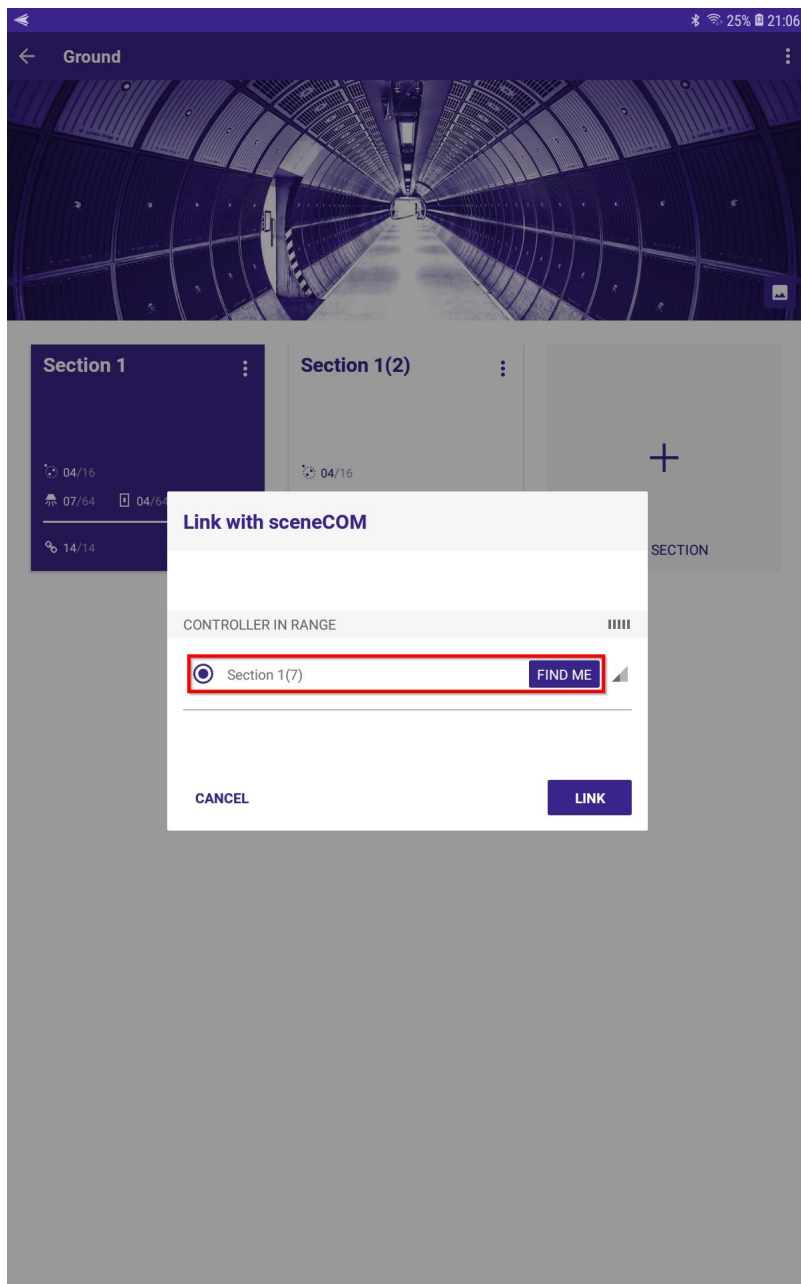 25% 21:06
Ground
Section 1
Section 1(2)
04/16
04/16
07/64 04/64
14/14
SECTION
Link with sceneCOM
CONTROLLER IN RANGE
Section 1(7) FIND ME
CANCEL LINK